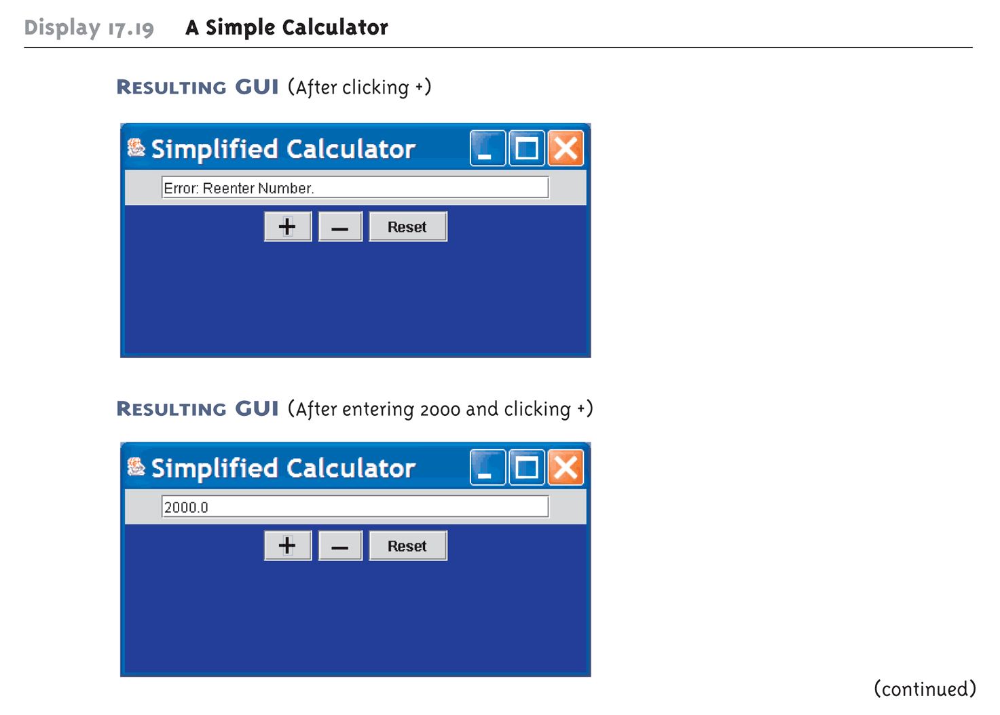 Display 17.19 A Simple Calculator
RESULTING GUI (After clicking +)
Simplified Calculator
Error: Reenter Number.
+ – Reset
RESULTING GUI (After entering 2000 and clicking +)
Simplified Calculator
2000.0
+ – Reset
(continued)